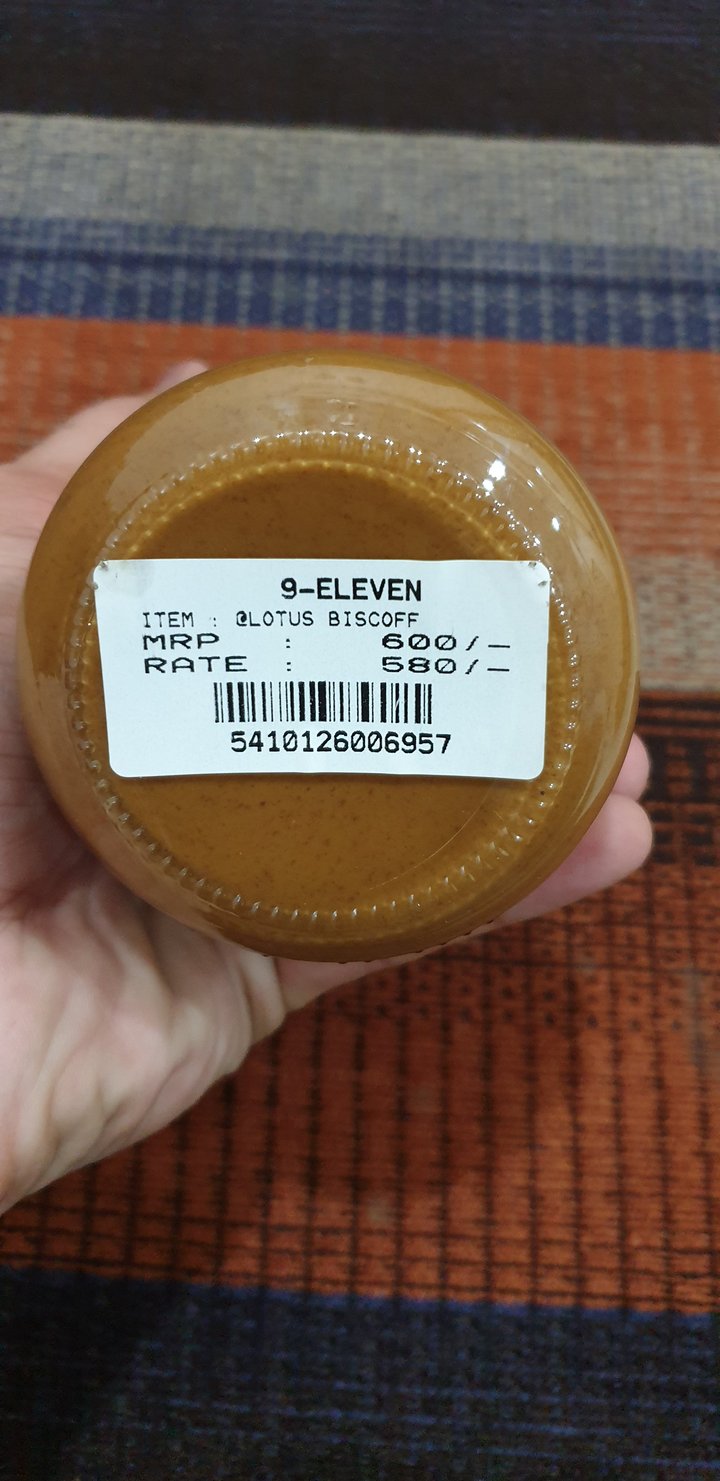 9-ELEVEN
ITEM : @LOTUS BISCOFF
MRP : 600/-
RATE : 580/-
5410126006957